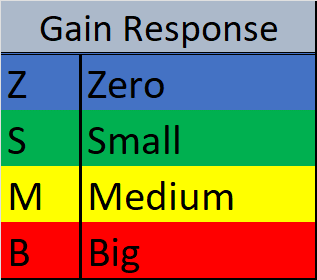 Gain Response
Z Zero
S Small
M Medium
B Big